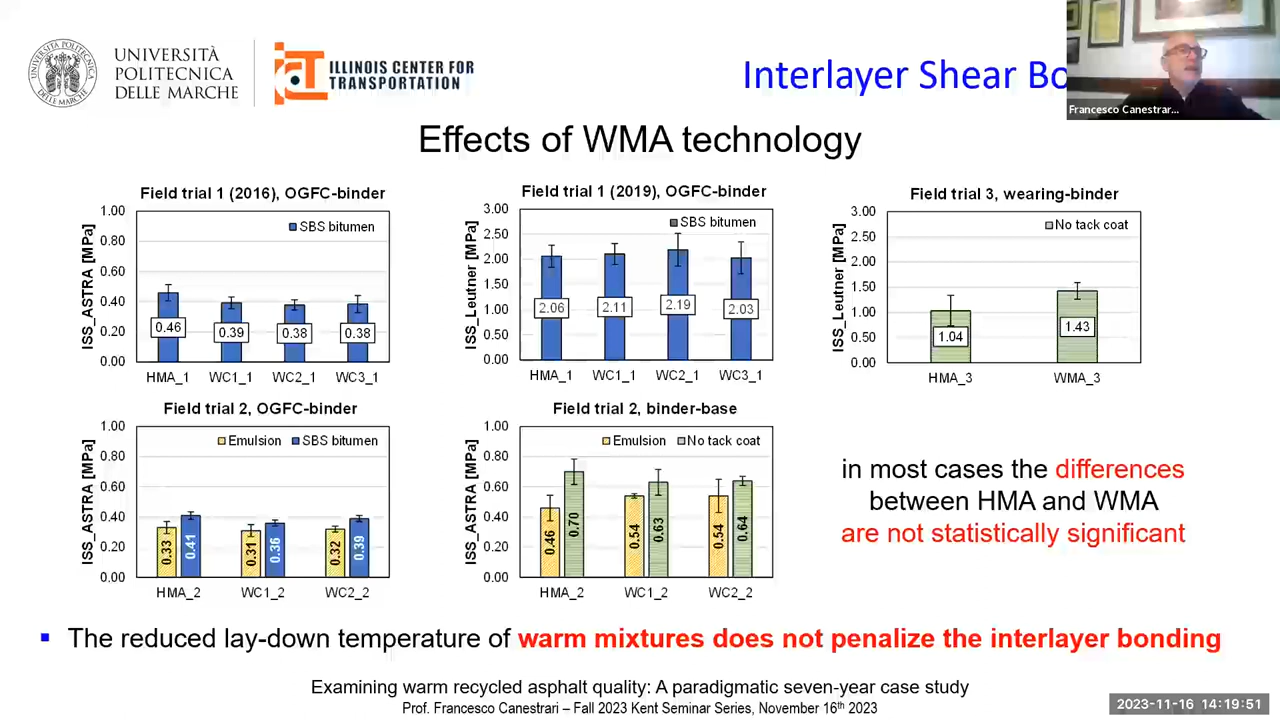 UNIVERSITÀ
POLITECNICA
DELLE MARCHE
ICT ILLINOIS CENTER FOR
TRANSPORTATION
Interlayer Shear Bo
Francesco Canestrar...
Effects of WMA technology
Field trial 1 (2016), OGFC-binder
ISS_ASTRA [MPa]
1.00
0.80
0.60
0.40
0.20
0.00
SBS bitumen
0.46
0.39
0.38
0.38
HMA_1 WC1_1 WC2_1 WC3_1
Field trial 1 (2019), OGFC-binder
ISS_Leutner [MPa]
3.00
2.50
2.00
1.50
1.00
0.50
0.00
SBS bitumen
2.06
2.11
2.19
2.03
HMA_1 WC1_1 WC2_1 WC3_1
Field trial 3, wearing-binder
ISS_Leutner [MPa]
3.00
2.50
2.00
1.50
1.00
0.50
0.00
No tack coat
1.04
1.43
HMA_3 WMA_3
Field trial 2, OGFC-binder
ISS_ASTRA [MPa]
1.00
0.80
0.60
0.40
0.20
0.00
Emulsion SBS bitumen
0.33
0.41
0.31
0.36
0.32
0.39
HMA_2 WC1_2 WC2_2
Field trial 2, binder-base
ISS_ASTRA [MPa]
1.00
0.80
0.60
0.40
0.20
0.00
Emulsion No tack coat
0.46
0.70
0.54
0.63
0.54
0.64
HMA_2 WC1_2 WC2_2
in most cases the differences
between HMA and WMA
are not statistically significant
▪ The reduced lay-down temperature of warm mixtures does not penalize the interlayer bonding
Examining warm recycled asphalt quality: A paradigmatic seven-year case study
Prof. Francesco Canestrari – Fall 2023 Kent Seminar Series, November 16th 2023
2023-11-16 14:19:51